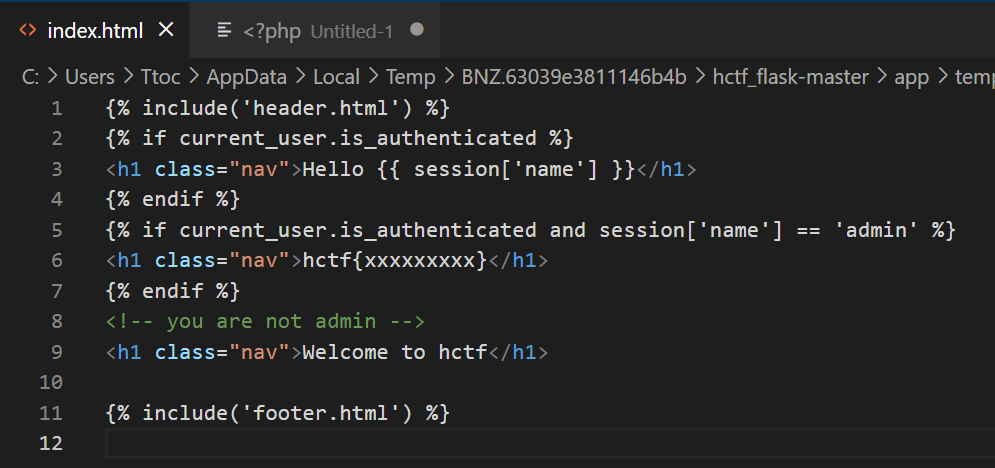 index.html
<?php Untitled-1
C: > Users > Ttoc > AppData > Local > Temp > BNZ.63039e3811146b4b > hctf_flask-master > app > temp
1 {% include('header.html') %}
2 {% if current_user.is_authenticated %}
3 <h1 class="nav">Hello {{ session['name'] }}</h1>
4 {% endif %}
5 {% if current_user.is_authenticated and session['name'] == 'admin' %}
6 <h1 class="nav">hctf{xxxxxxxxx}</h1>
7 {% endif %}
8 <!-- you are not admin -->
9 <h1 class="nav">Welcome to hctf</h1>
10
11 {% include('footer.html') %}
12